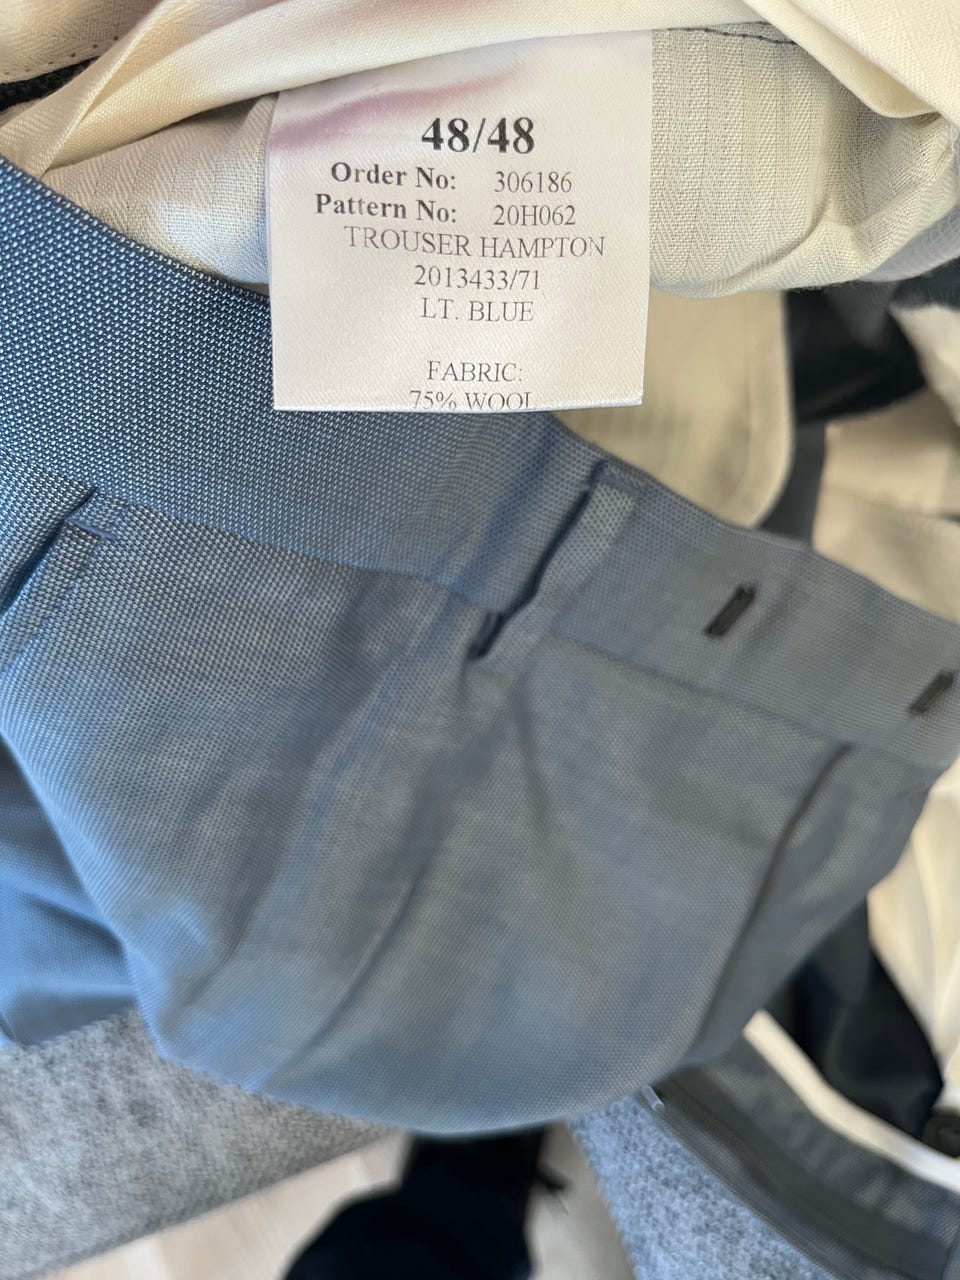 48/48
Order No: 306186
Pattern No: 20H062
TROUSER HAMPTON
2013433/71
LT. BLUE
FABRIC:
75% WOOL